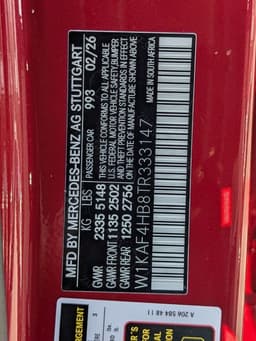 MFD BY MERCEDES-BENZ AG STUTTGART
PASSENGER CAR 993 02/26
KG LBS THIS VEHICLE CONFORMS TO ALL APPLICABLE
GVWR 2335 5148 U.S. FEDERAL MOTOR VEHICLE SAFETY,BUMPER
GAWR FRONT 1135 2502 AND THEFT PREVENTION STANDARDS IN EFFECT
GAWR REAR 1250 2756 ON THE DATE OF MANUFACTURE SHOWN ABOVE
W1KAF4HB8TR333147 MADE IN SOUTH AFRICA
A 206 584 48 11